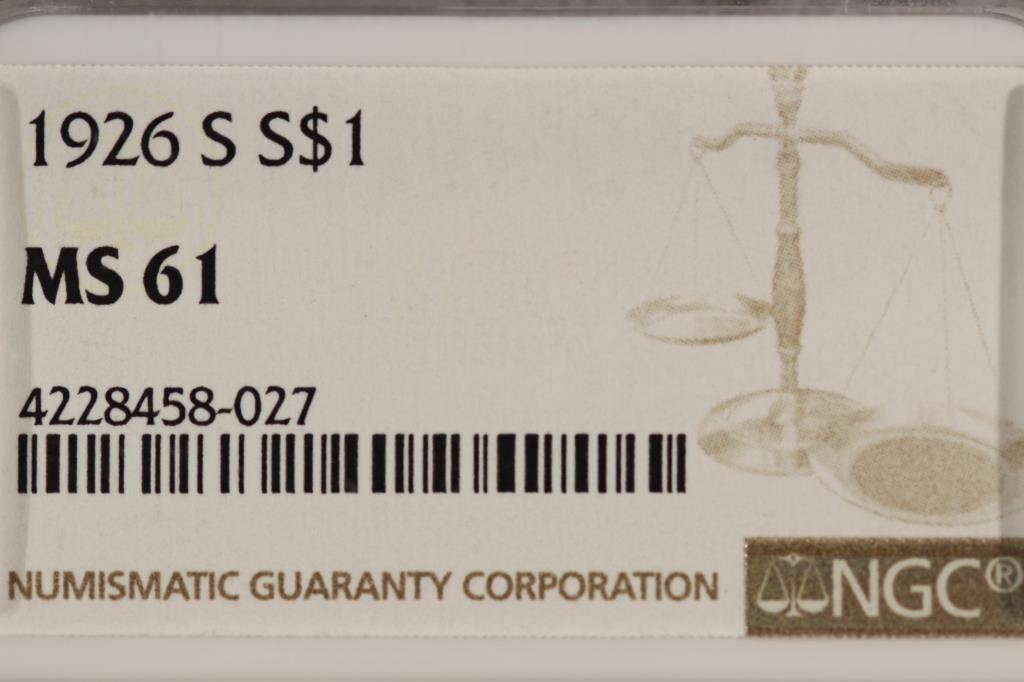 1926 S S$1
MS 61
4228458-027
NUMISMATIC GUARANTY CORPORATION
NGC®